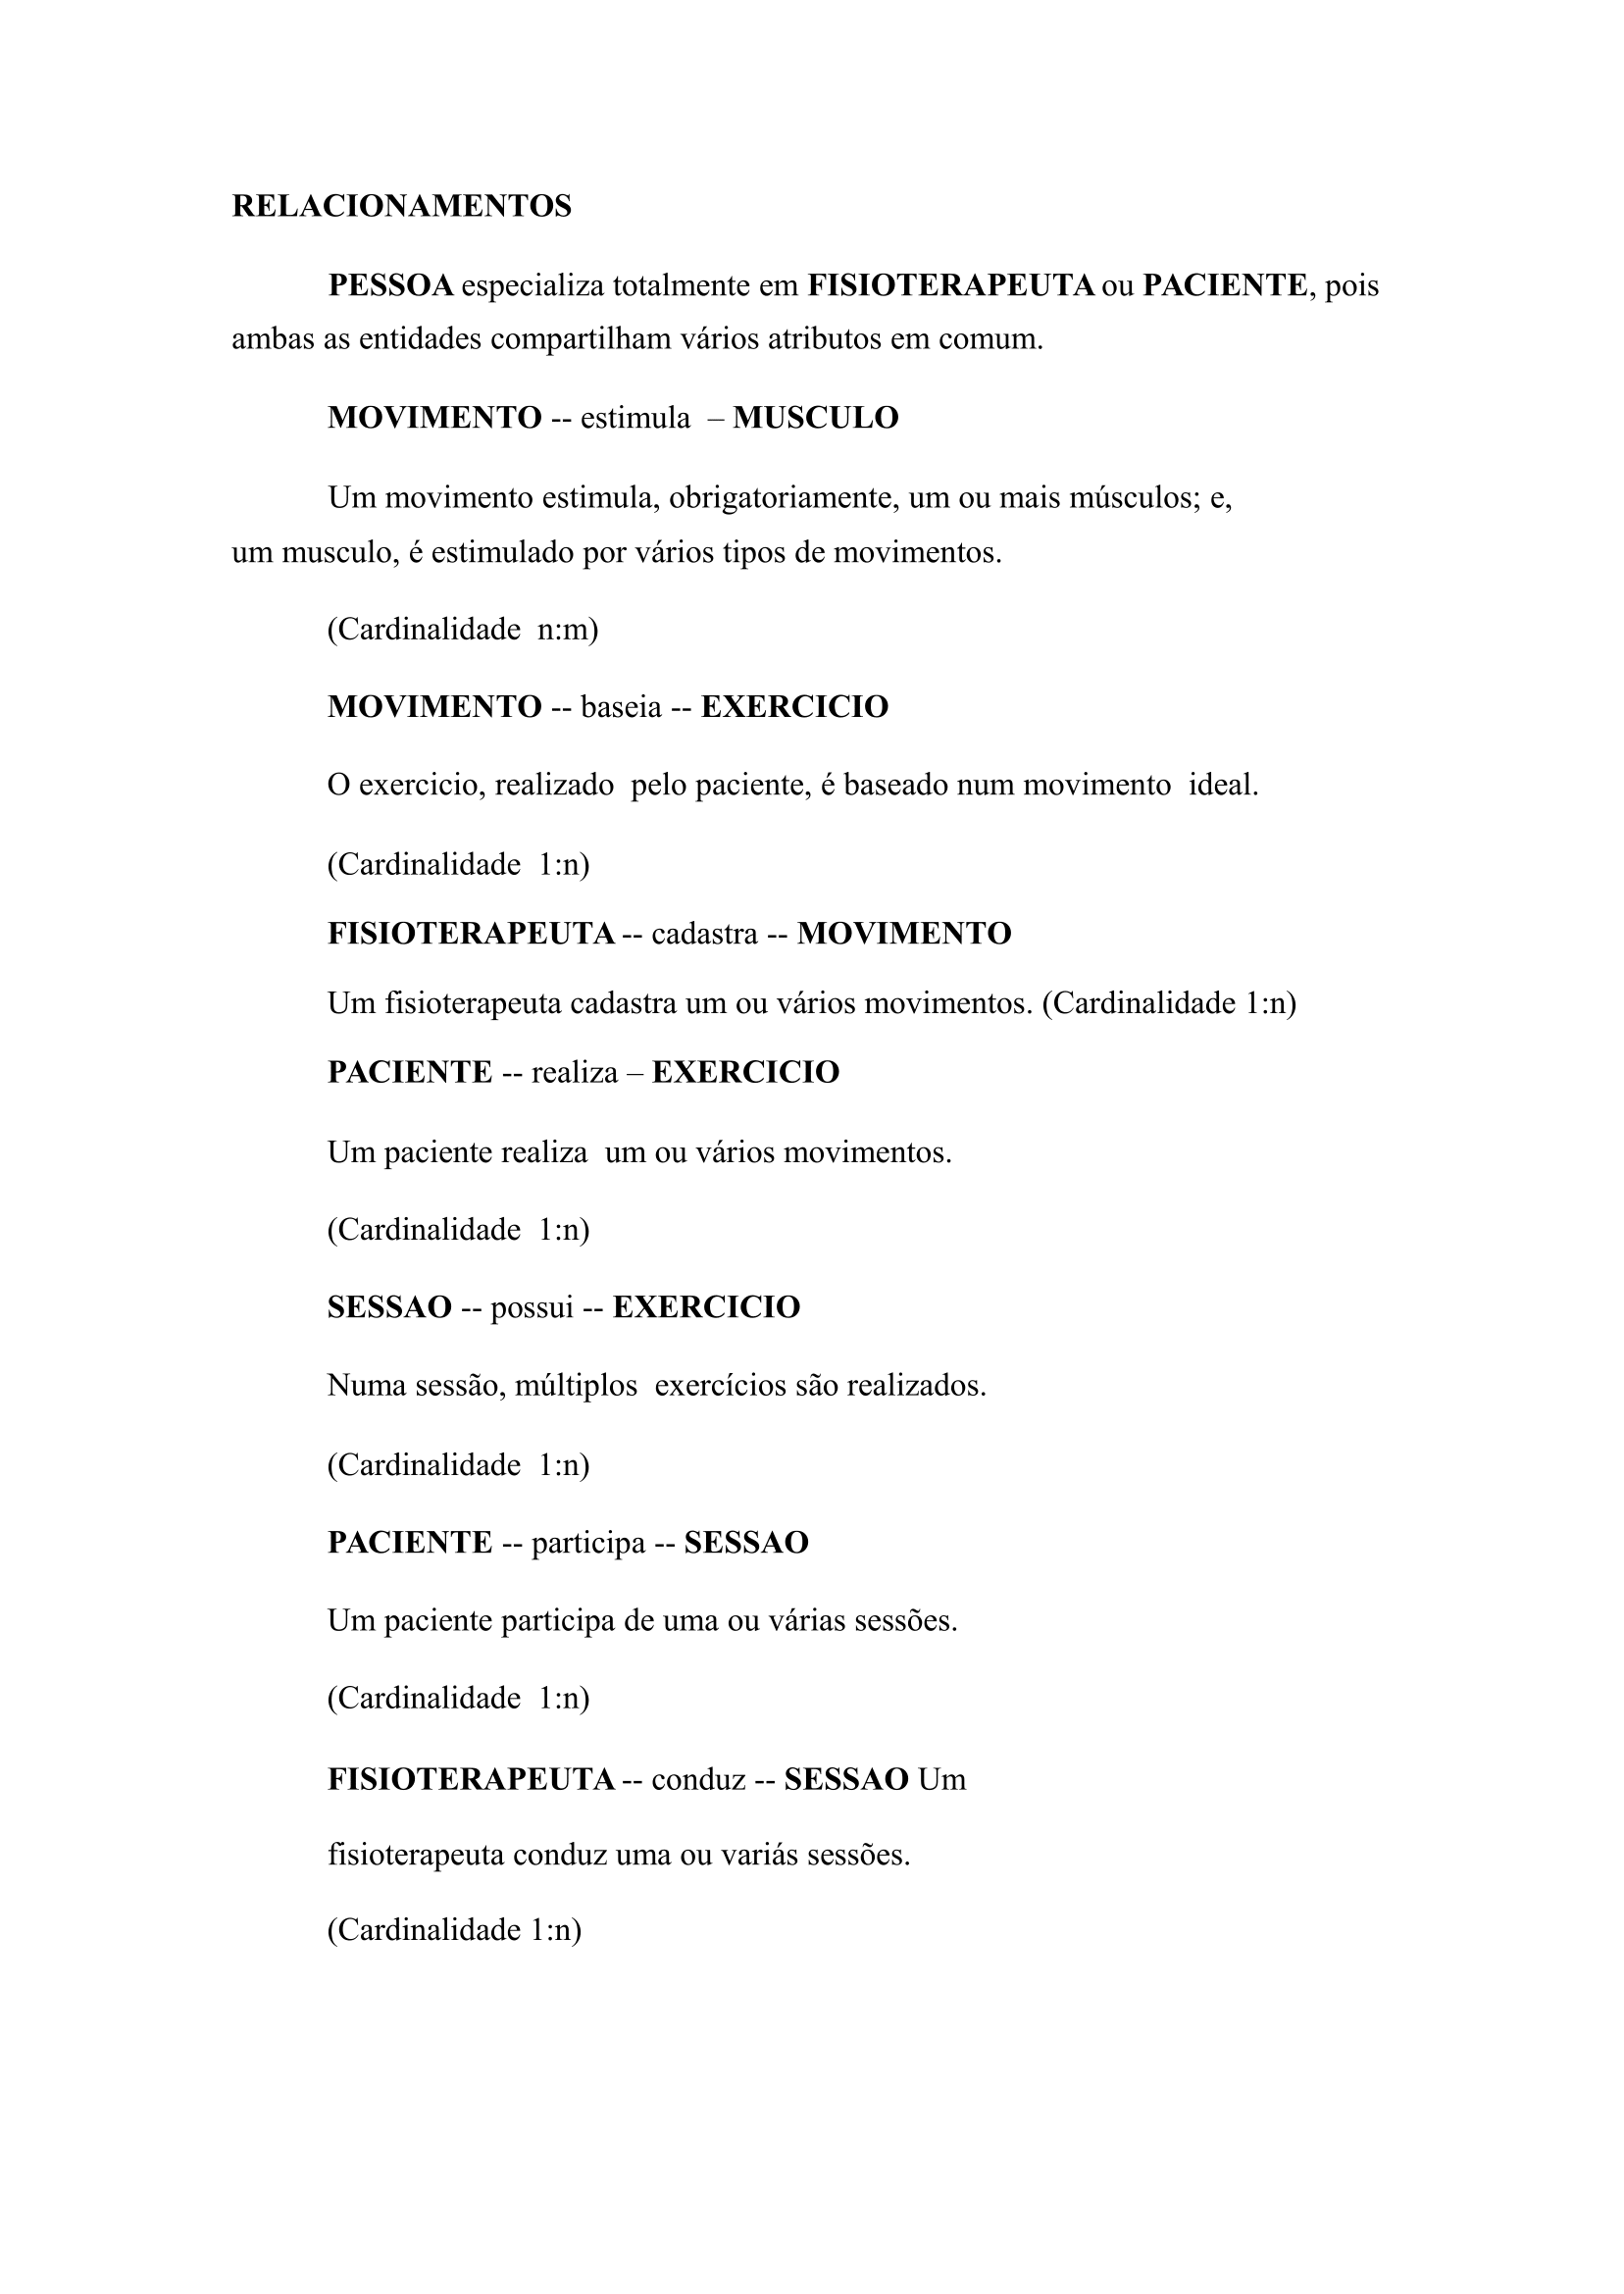 RELACIONAMENTOS
PESSOA especializa totalmente em FISIOTERAPEUTA ou PACIENTE, pois
ambas as entidades compartilham vários atributos em comum.
MOVIMENTO -- estimula – MUSCULO
Um movimento estimula, obrigatoriamente, um ou mais músculos; e,
um musculo, é estimulado por vários tipos de movimentos.
(Cardinalidade n:m)
MOVIMENTO -- baseia -- EXERCICIO
O exercicio, realizado pelo paciente, é baseado num movimento ideal.
(Cardinalidade 1:n)
FISIOTERAPEUTA -- cadastra -- MOVIMENTO
Um fisioterapeuta cadastra um ou vários movimentos. (Cardinalidade 1:n)
PACIENTE -- realiza – EXERCICIO
Um paciente realiza um ou vários movimentos.
(Cardinalidade 1:n)
SESSAO -- possui -- EXERCICIO
Numa sessão, múltiplos exercícios são realizados.
(Cardinalidade 1:n)
PACIENTE -- participa -- SESSAO
Um paciente participa de uma ou várias sessões.
(Cardinalidade 1:n)
FISIOTERAPEUTA -- conduz -- SESSAO Um
fisioterapeuta conduz uma ou variás sessões.
(Cardinalidade 1:n)